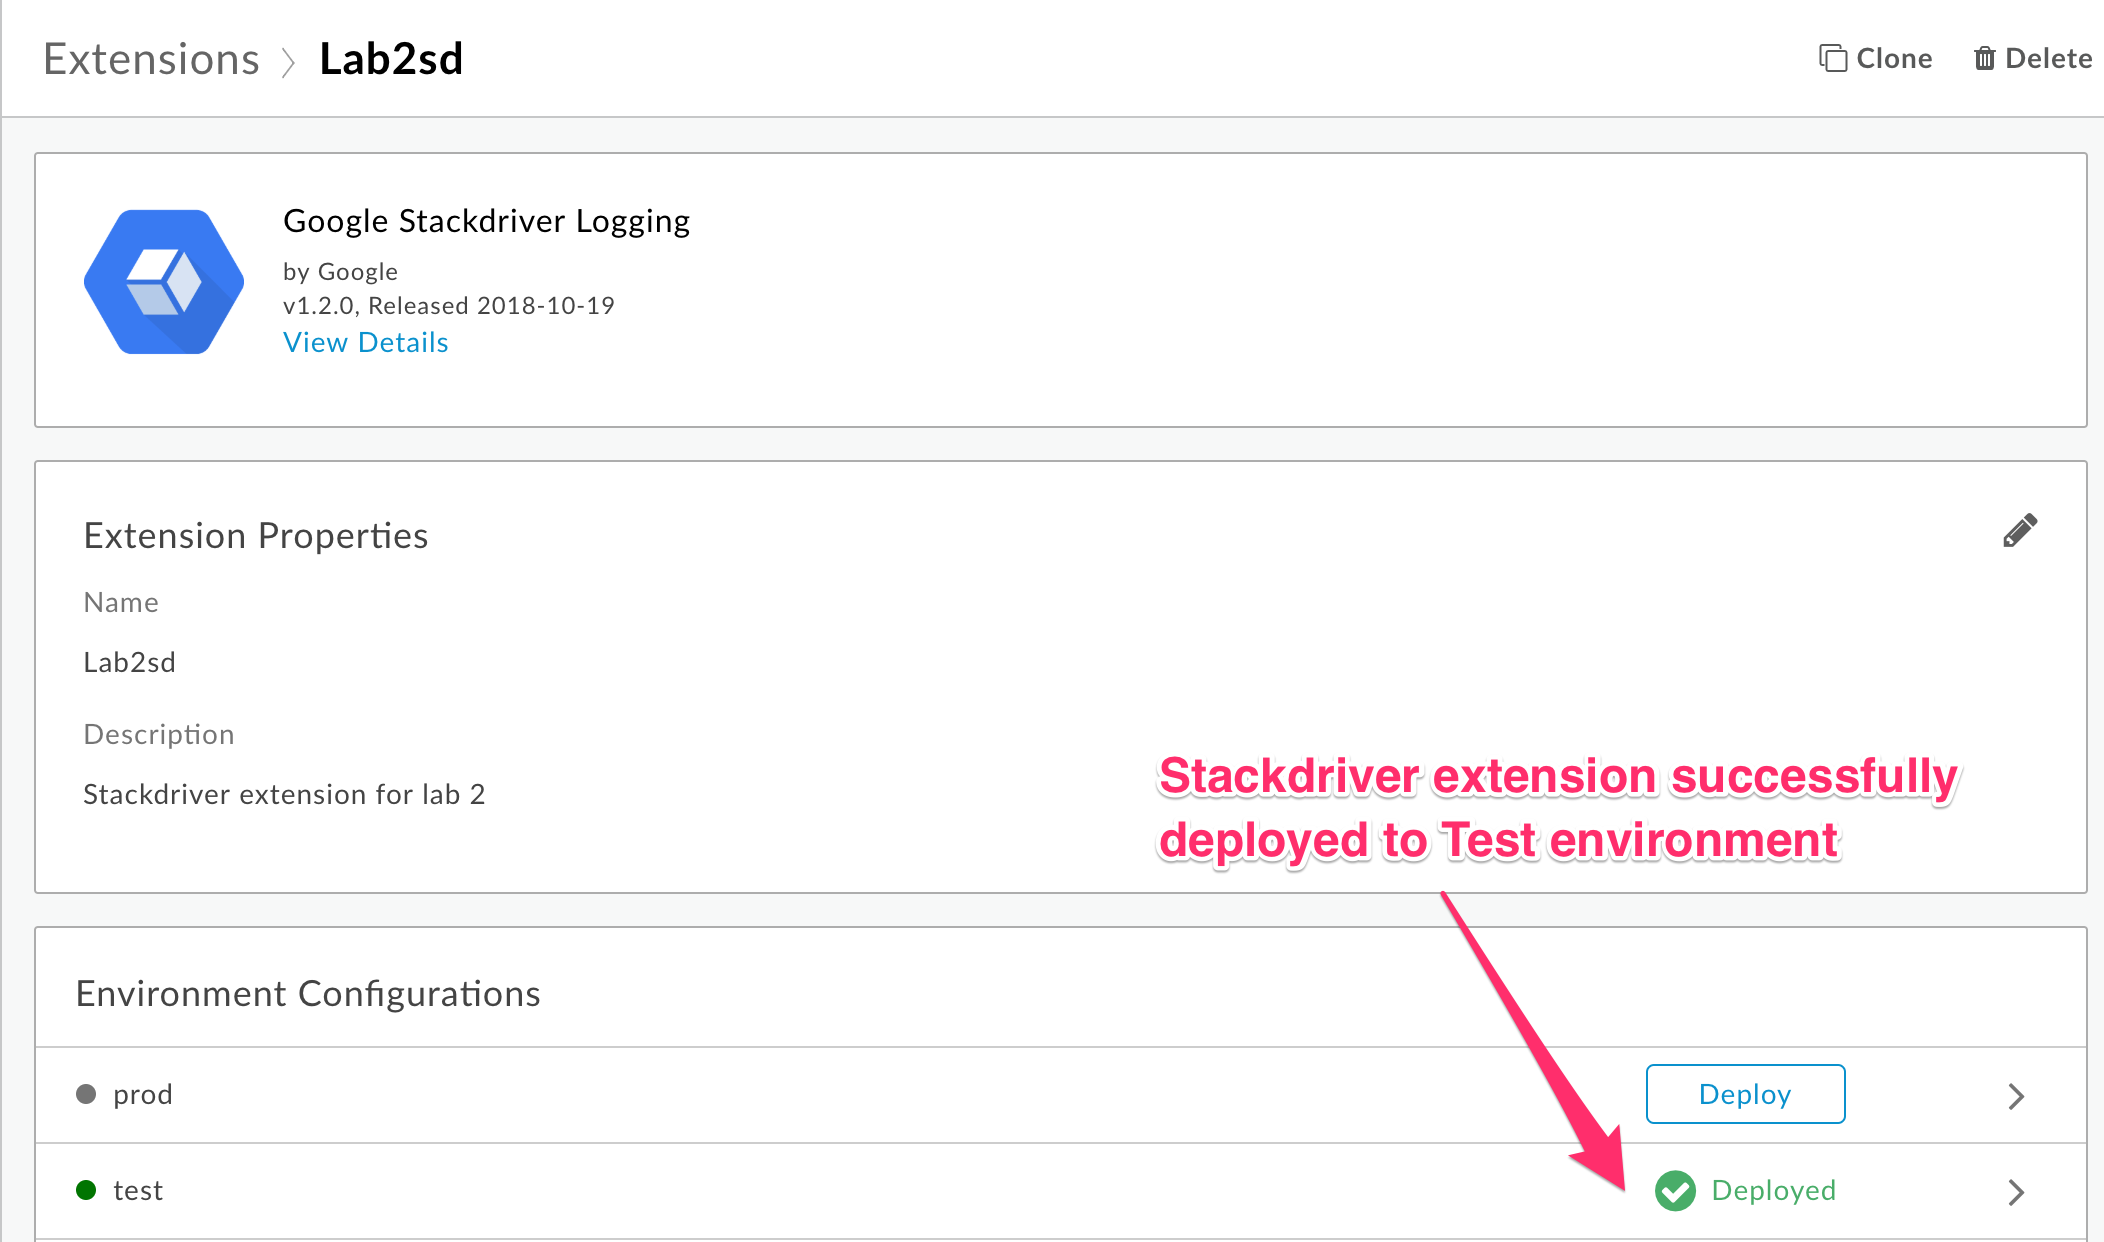 Extensions
Lab2sd
Clone
Delete
Google Stackdriver Logging
by Google
v1.2.0, Released 2018-10-19
View Details
Extension Properties
Name
Lab2sd
Description
Stackdriver extension for lab 2
Stackdriver extension successfully
deployed to Test environment
Environment Configurations
prod
Deploy
test
Deployed